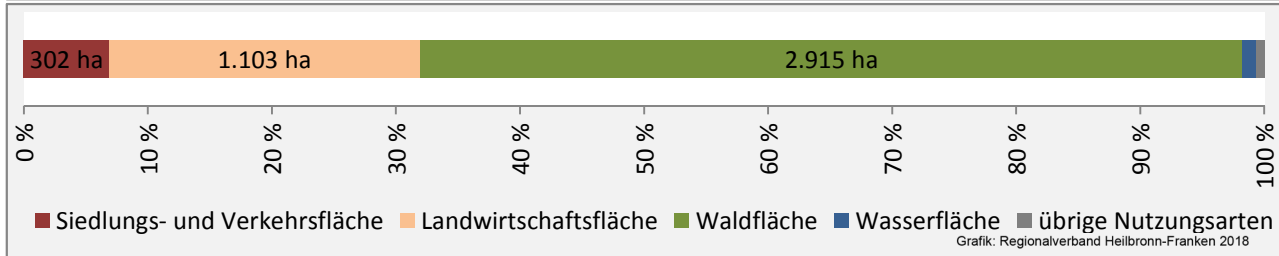 302 ha 1.103 ha 2.915 ha
0 % 10 % 20 % 30 % 40 % 50 % 60 % 70 % 80 % 90 % 100 %
Siedlungs- und Verkehrsfläche Landwirtschaftsfläche Waldfläche Wasserfläche übrige Nutzungsarten
Grafik: Regionalverband Heilbronn-Franken 2018